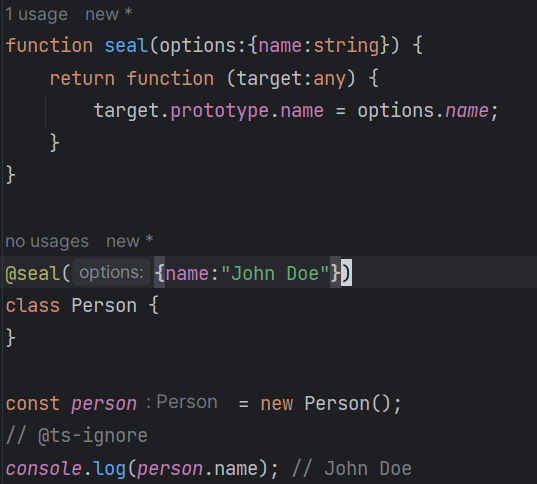 1 usage   new *
function seal(options:{name:string}) {
    return function (target:any) {
        target.prototype.name = options.name;
    }
}
no usages   new *
@seal( options: {name:"John Doe"})
class Person {
}
const person : Person  = new Person();
// @ts-ignore
console.log(person.name); // John Doe